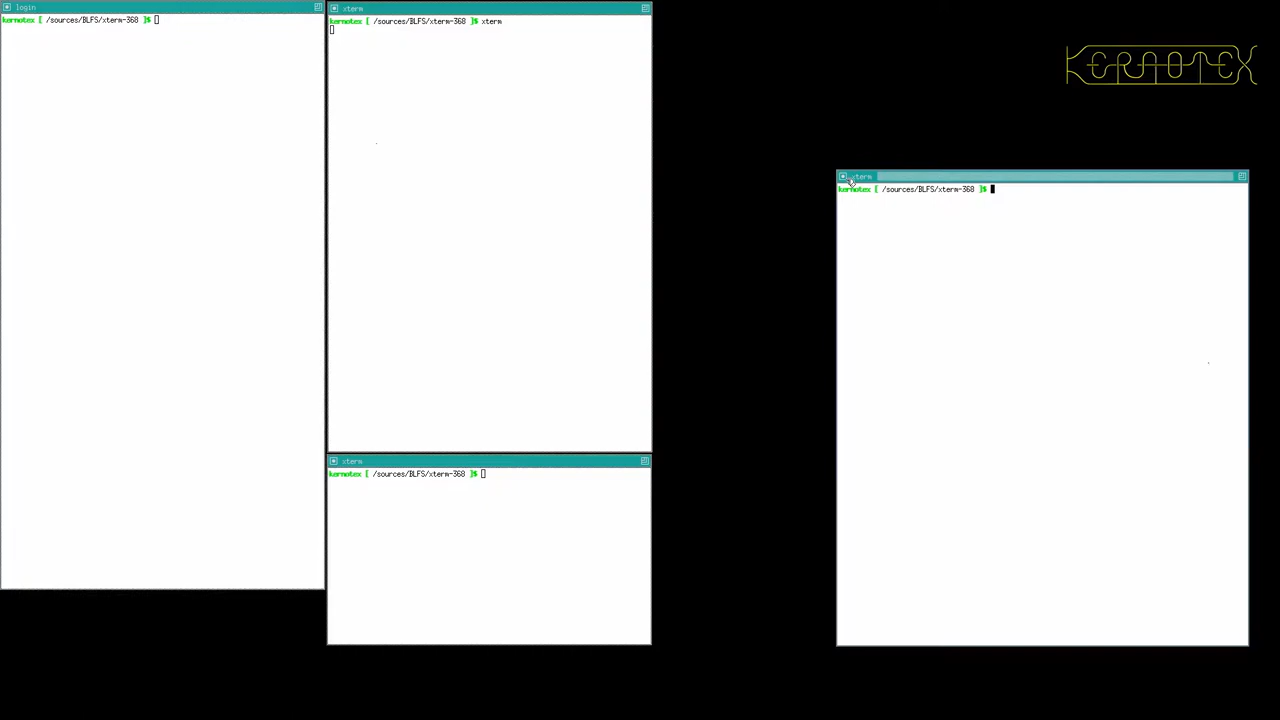 login
kernotex [ /sources/BLFS/xterm-368 ]$
xterm
kernotex [ /sources/BLFS/xterm-368 ]$ xterm
xterm
kernotex [ /sources/BLFS/xterm-368 ]$
KERNOTEX
xterm
kernotex [ /sources/BLFS/xterm-368 ]$